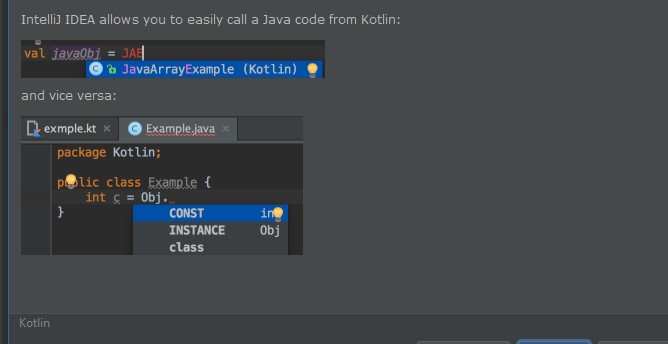 IntelliJ IDEA allows you to easily call a Java code from Kotlin:
val javaObj = JAE
JavaArrayExample (Kotlin)
and vice versa:
exmple.kt × Example.java ×
package Kotlin;
public class Example {
int c = Obj.
}
CONST
INSTANCE Obj
class
Kotlin